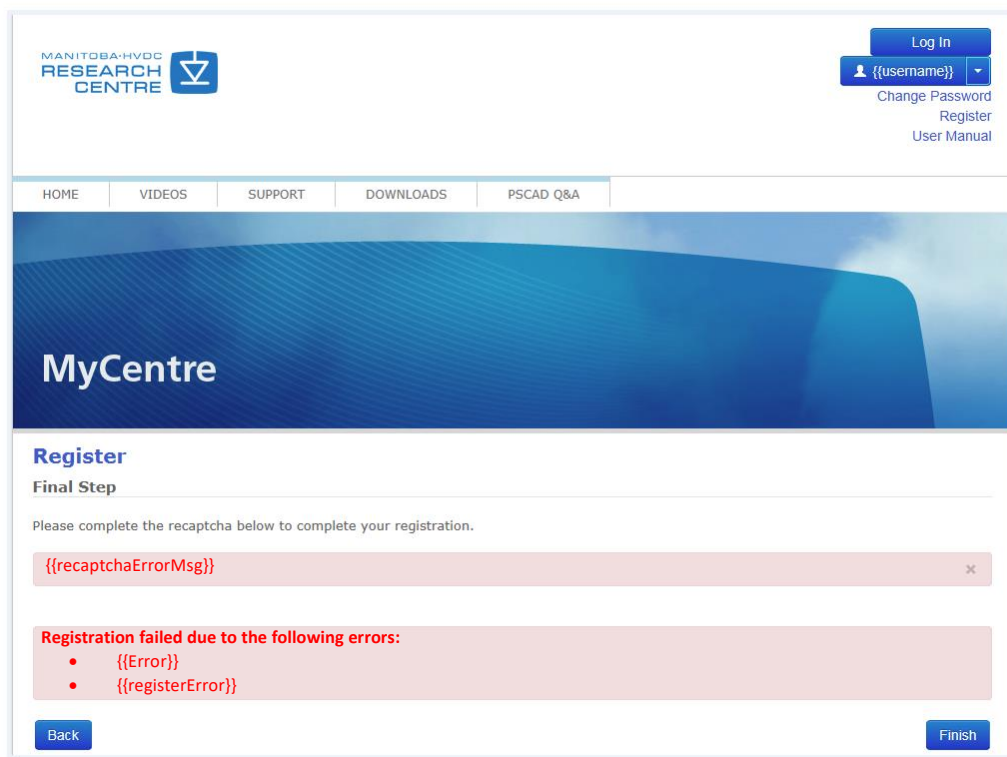 MANITOBA·HVDC
RESEARCH
CENTRE
Log In
{{username}}
Change Password
Register
User Manual
HOME VIDEOS SUPPORT DOWNLOADS PSCAD Q&A
MyCentre
Register
Final Step
Please complete the recaptcha below to complete your registration.
{{recaptchaErrorMsg}} ×
Registration failed due to the following errors:
• {{Error}}
• {{registerError}}
Back Finish